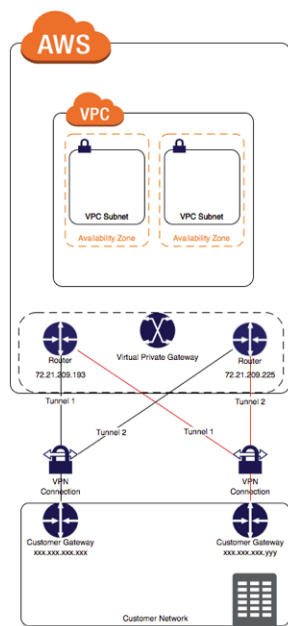 AWS
VPC
VPC Subnet
VPC Subnet
Availability Zone
Availability Zone
Virtual Private Gateway
Router
72.21.209.193
Router
72.21.209.225
Tunnel 1
Tunnel 2
Tunnel 2
Tunnel 1
VPN
Connection
VPN
Connection
Customer Gateway
xxx.xxx.xxx.xxx
Customer Gateway
xxx.xxx.xxx.yyy
Customer Network